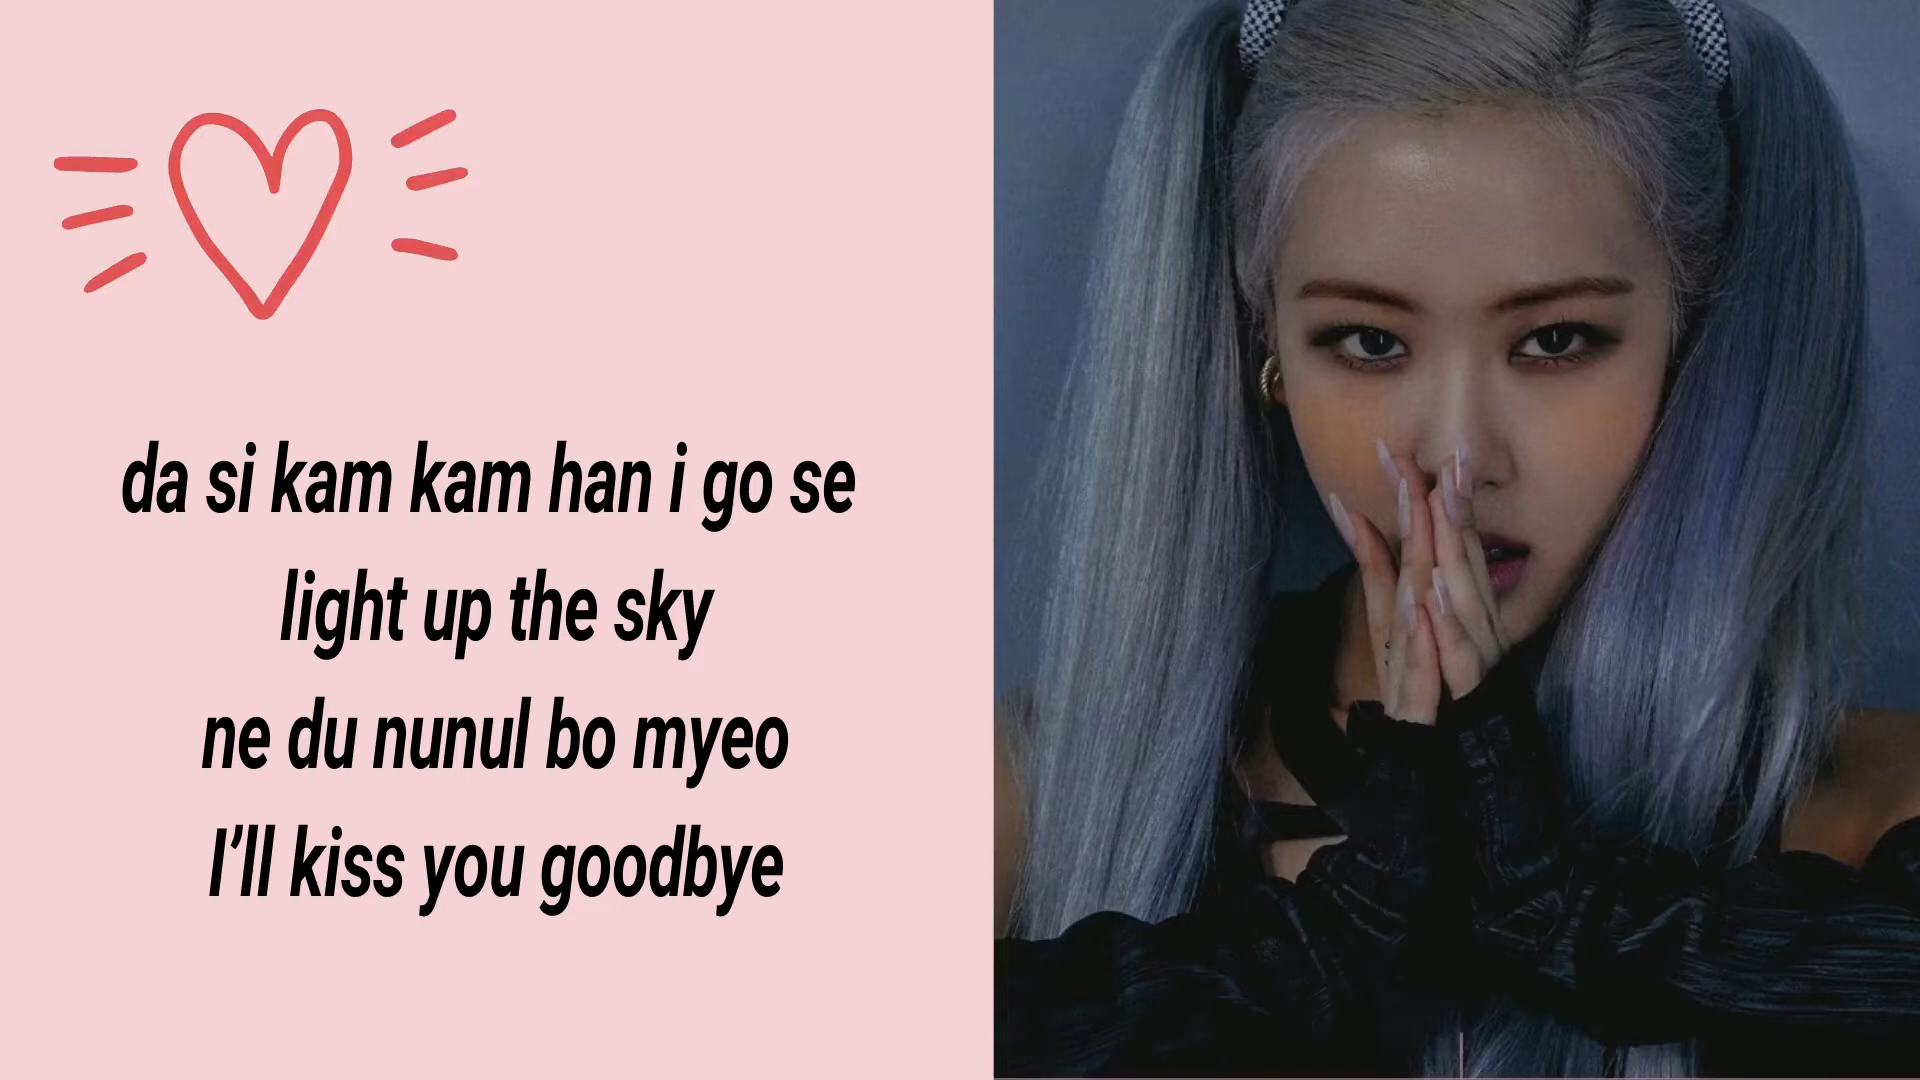 da si kam kam han i go se
light up the sky
ne du nunul bo myeo
I’ll kiss you goodbye